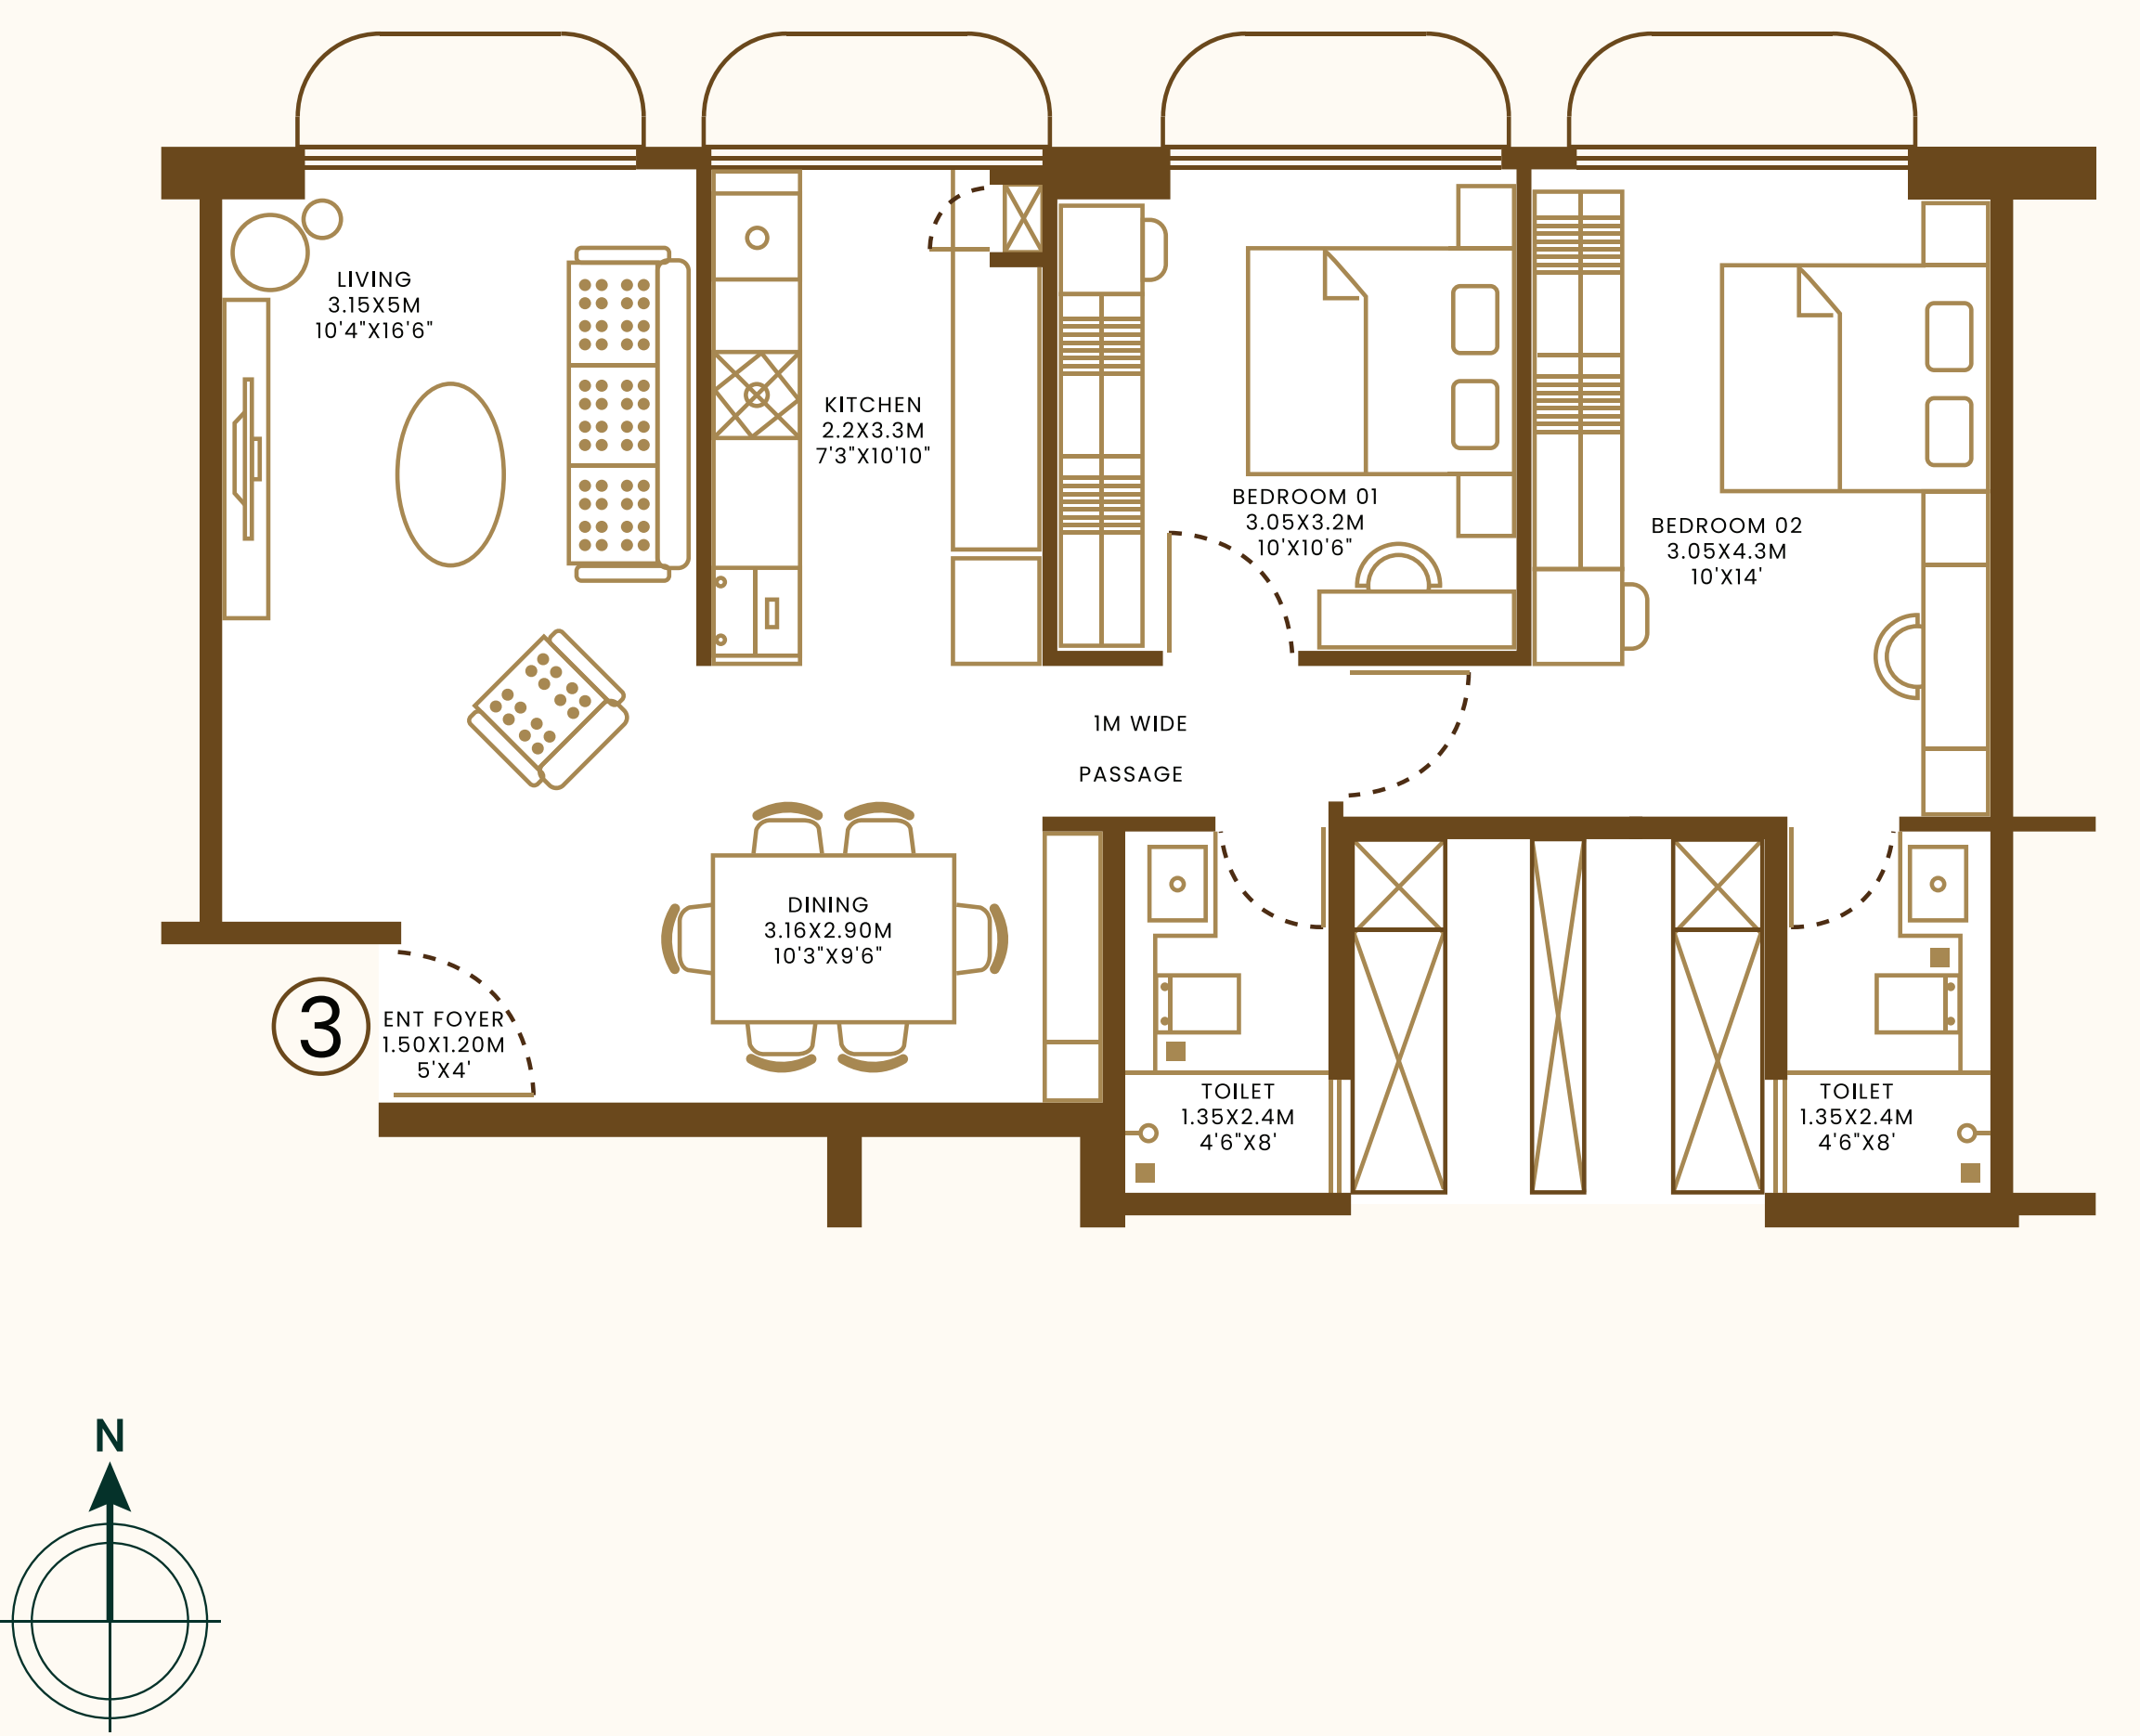 LIVING
3.15X5M
10'4"X16'6"
KITCHEN
2.2X3.3M
7'3"X10'10"
BEDROOM 01
3.05X3.2M
10'X10'6"
BEDROOM 02
3.05X4.3M
10'X14'
1M WIDE
PASSAGE
DINING
3.16X2.90M
10'3"X9'6"
3
ENT FOYER
1.50X1.20M
5'X4'
TOILET
1.35X2.4M
4'6"X8'
TOILET
1.35X2.4M
4'6"X8'
N